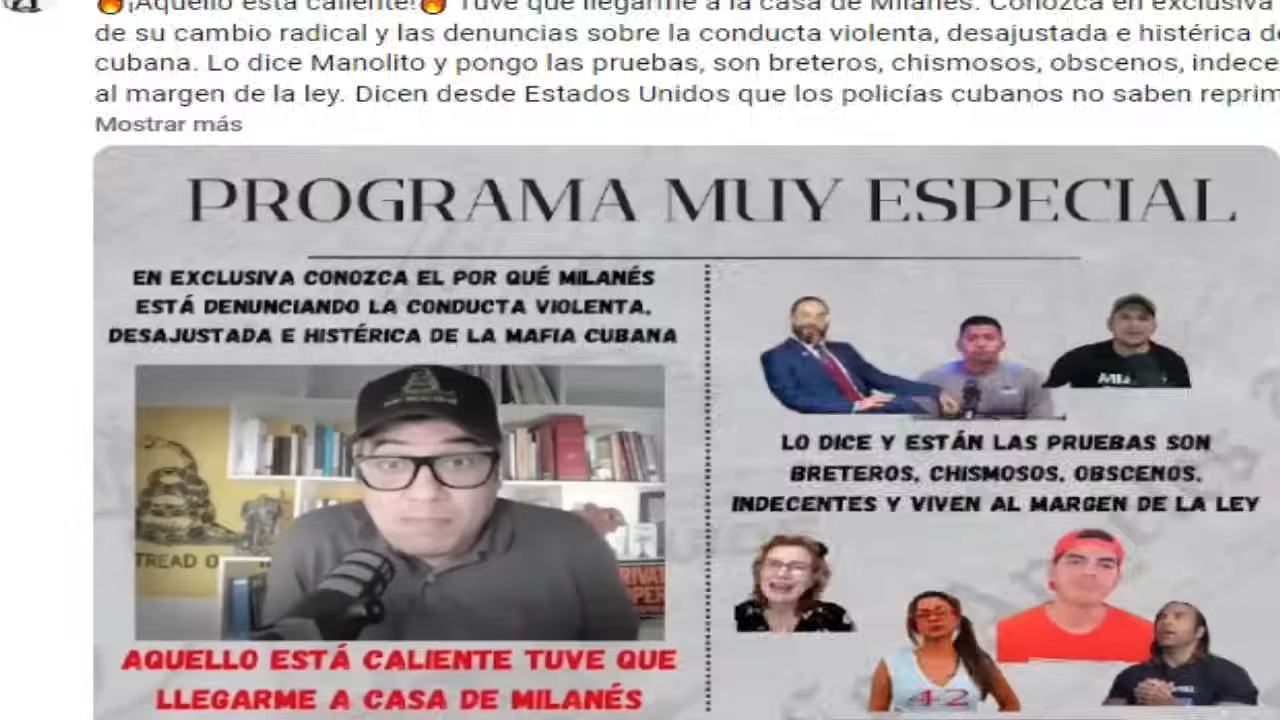 ¡Aquello está caliente! Tuve que llegarme a la casa de Milanés. Conozca en exclusiva
de su cambio radical y las denuncias sobre la conducta violenta, desajustada e histérica
cubana. Lo dice Manolito y pongo las pruebas, son breteros, chismosos, obscenos,
al margen de la ley. Dicen desde Estados Unidos que los policías cubanos no saben
Mostrar más
PROGRAMA MUY ESPECIAL
EN EXCLUSIVA CONOZCA EL POR QUÉ MILANÉS
ESTÁ DENUNCIANDO LA CONDUCTA VIOLENTA,
DESAJUSTADA E HISTÉRICA DE LA MAFIA CUBANA
TREAD O
AQUELLO ESTÁ CALIENTE TUVE QUE
LLEGARME A CASA DE MILANÉS
LO DICE Y ESTÁN LAS PRUEBAS SON
BRETEROS, CHISMOSOS, OBSCENOS,
INDECENTES Y VIVEN AL MARGEN DE LA LEY
42